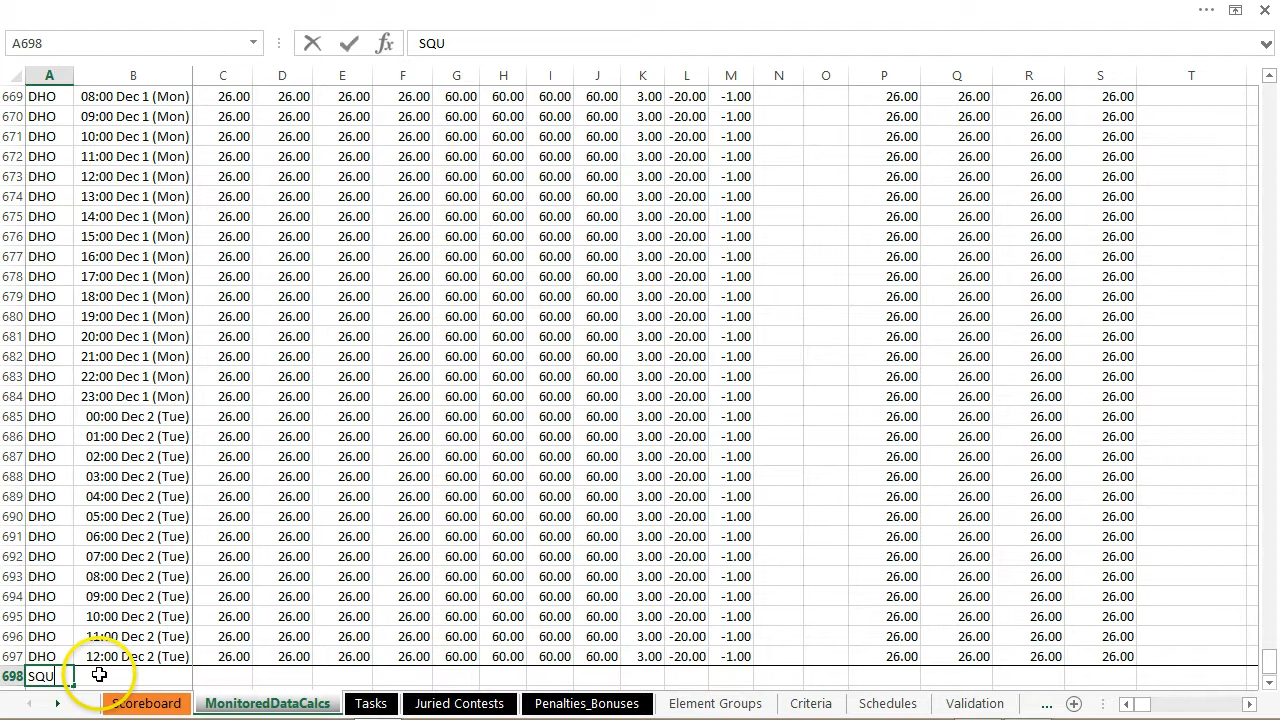 A698 SQU
A B C D E F G H I J K L M N O P Q R S T
669 DHO 08:00 Dec 1 (Mon) 26.00 26.00 26.00 26.00 60.00 60.00 60.00 60.00 3.00 -20.00 -1.00 26.00 26.00 26.00 26.00
670 DHO 09:00 Dec 1 (Mon) 26.00 26.00 26.00 26.00 60.00 60.00 60.00 60.00 3.00 -20.00 -1.00 26.00 26.00 26.00 26.00
671 DHO 10:00 Dec 1 (Mon) 26.00 26.00 26.00 26.00 60.00 60.00 60.00 60.00 3.00 -20.00 -1.00 26.00 26.00 26.00 26.00
672 DHO 11:00 Dec 1 (Mon) 26.00 26.00 26.00 26.00 60.00 60.00 60.00 60.00 3.00 -20.00 -1.00 26.00 26.00 26.00 26.00
673 DHO 12:00 Dec 1 (Mon) 26.00 26.00 26.00 26.00 60.00 60.00 60.00 60.00 3.00 -20.00 -1.00 26.00 26.00 26.00 26.00
674 DHO 13:00 Dec 1 (Mon) 26.00 26.00 26.00 26.00 60.00 60.00 60.00 60.00 3.00 -20.00 -1.00 26.00 26.00 26.00 26.00
675 DHO 14:00 Dec 1 (Mon) 26.00 26.00 26.00 26.00 60.00 60.00 60.00 60.00 3.00 -20.00 -1.00 26.00 26.00 26.00 26.00
676 DHO 15:00 Dec 1 (Mon) 26.00 26.00 26.00 26.00 60.00 60.00 60.00 60.00 3.00 -20.00 -1.00 26.00 26.00 26.00 26.00
677 DHO 16:00 Dec 1 (Mon) 26.00 26.00 26.00 26.00 60.00 60.00 60.00 60.00 3.00 -20.00 -1.00 26.00 26.00 26.00 26.00
678 DHO 17:00 Dec 1 (Mon) 26.00 26.00 26.00 26.00 60.00 60.00 60.00 60.00 3.00 -20.00 -1.00 26.00 26.00 26.00 26.00
679 DHO 18:00 Dec 1 (Mon) 26.00 26.00 26.00 26.00 60.00 60.00 60.00 60.00 3.00 -20.00 -1.00 26.00 26.00 26.00 26.00
680 DHO 19:00 Dec 1 (Mon) 26.00 26.00 26.00 26.00 60.00 60.00 60.00 60.00 3.00 -20.00 -1.00 26.00 26.00 26.00 26.00
681 DHO 20:00 Dec 1 (Mon) 26.00 26.00 26.00 26.00 60.00 60.00 60.00 60.00 3.00 -20.00 -1.00 26.00 26.00 26.00 26.00
682 DHO 21:00 Dec 1 (Mon) 26.00 26.00 26.00 26.00 60.00 60.00 60.00 60.00 3.00 -20.00 -1.00 26.00 26.00 26.00 26.00
683 DHO 22:00 Dec 1 (Mon) 26.00 26.00 26.00 26.00 60.00 60.00 60.00 60.00 3.00 -20.00 -1.00 26.00 26.00 26.00 26.00
684 DHO 23:00 Dec 1 (Mon) 26.00 26.00 26.00 26.00 60.00 60.00 60.00 60.00 3.00 -20.00 -1.00 26.00 26.00 26.00 26.00
685 DHO 00:00 Dec 2 (Tue) 26.00 26.00 26.00 26.00 60.00 60.00 60.00 60.00 3.00 -20.00 -1.00 26.00 26.00 26.00 26.00
686 DHO 01:00 Dec 2 (Tue) 26.00 26.00 26.00 26.00 60.00 60.00 60.00 60.00 3.00 -20.00 -1.00 26.00 26.00 26.00 26.00
687 DHO 02:00 Dec 2 (Tue) 26.00 26.00 26.00 26.00 60.00 60.00 60.00 60.00 3.00 -20.00 -1.00 26.00 26.00 26.00 26.00
688 DHO 03:00 Dec 2 (Tue) 26.00 26.00 26.00 26.00 60.00 60.00 60.00 60.00 3.00 -20.00 -1.00 26.00 26.00 26.00 26.00
689 DHO 04:00 Dec 2 (Tue) 26.00 26.00 26.00 26.00 60.00 60.00 60.00 60.00 3.00 -20.00 -1.00 26.00 26.00 26.00 26.00
690 DHO 05:00 Dec 2 (Tue) 26.00 26.00 26.00 26.00 60.00 60.00 60.00 60.00 3.00 -20.00 -1.00 26.00 26.00 26.00 26.00
691 DHO 06:00 Dec 2 (Tue) 26.00 26.00 26.00 26.00 60.00 60.00 60.00 60.00 3.00 -20.00 -1.00 26.00 26.00 26.00 26.00
692 DHO 07:00 Dec 2 (Tue) 26.00 26.00 26.00 26.00 60.00 60.00 60.00 60.00 3.00 -20.00 -1.00 26.00 26.00 26.00 26.00
693 DHO 08:00 Dec 2 (Tue) 26.00 26.00 26.00 26.00 60.00 60.00 60.00 60.00 3.00 -20.00 -1.00 26.00 26.00 26.00 26.00
694 DHO 09:00 Dec 2 (Tue) 26.00 26.00 26.00 26.00 60.00 60.00 60.00 60.00 3.00 -20.00 -1.00 26.00 26.00 26.00 26.00
695 DHO 10:00 Dec 2 (Tue) 26.00 26.00 26.00 26.00 60.00 60.00 60.00 60.00 3.00 -20.00 -1.00 26.00 26.00 26.00 26.00
696 DHO 11:00 Dec 2 (Tue) 26.00 26.00 26.00 26.00 60.00 60.00 60.00 60.00 3.00 -20.00 -1.00 26.00 26.00 26.00 26.00
697 DHO 12:00 Dec 2 (Tue) 26.00 26.00 26.00 26.00 60.00 60.00 60.00 60.00 3.00 -20.00 -1.00 26.00 26.00 26.00 26.00
698 SQU
Scoreboard MonitoredDataCalcs Tasks Juried Contests Penalties_Bonuses Element Groups Criteria Schedules Validation ...